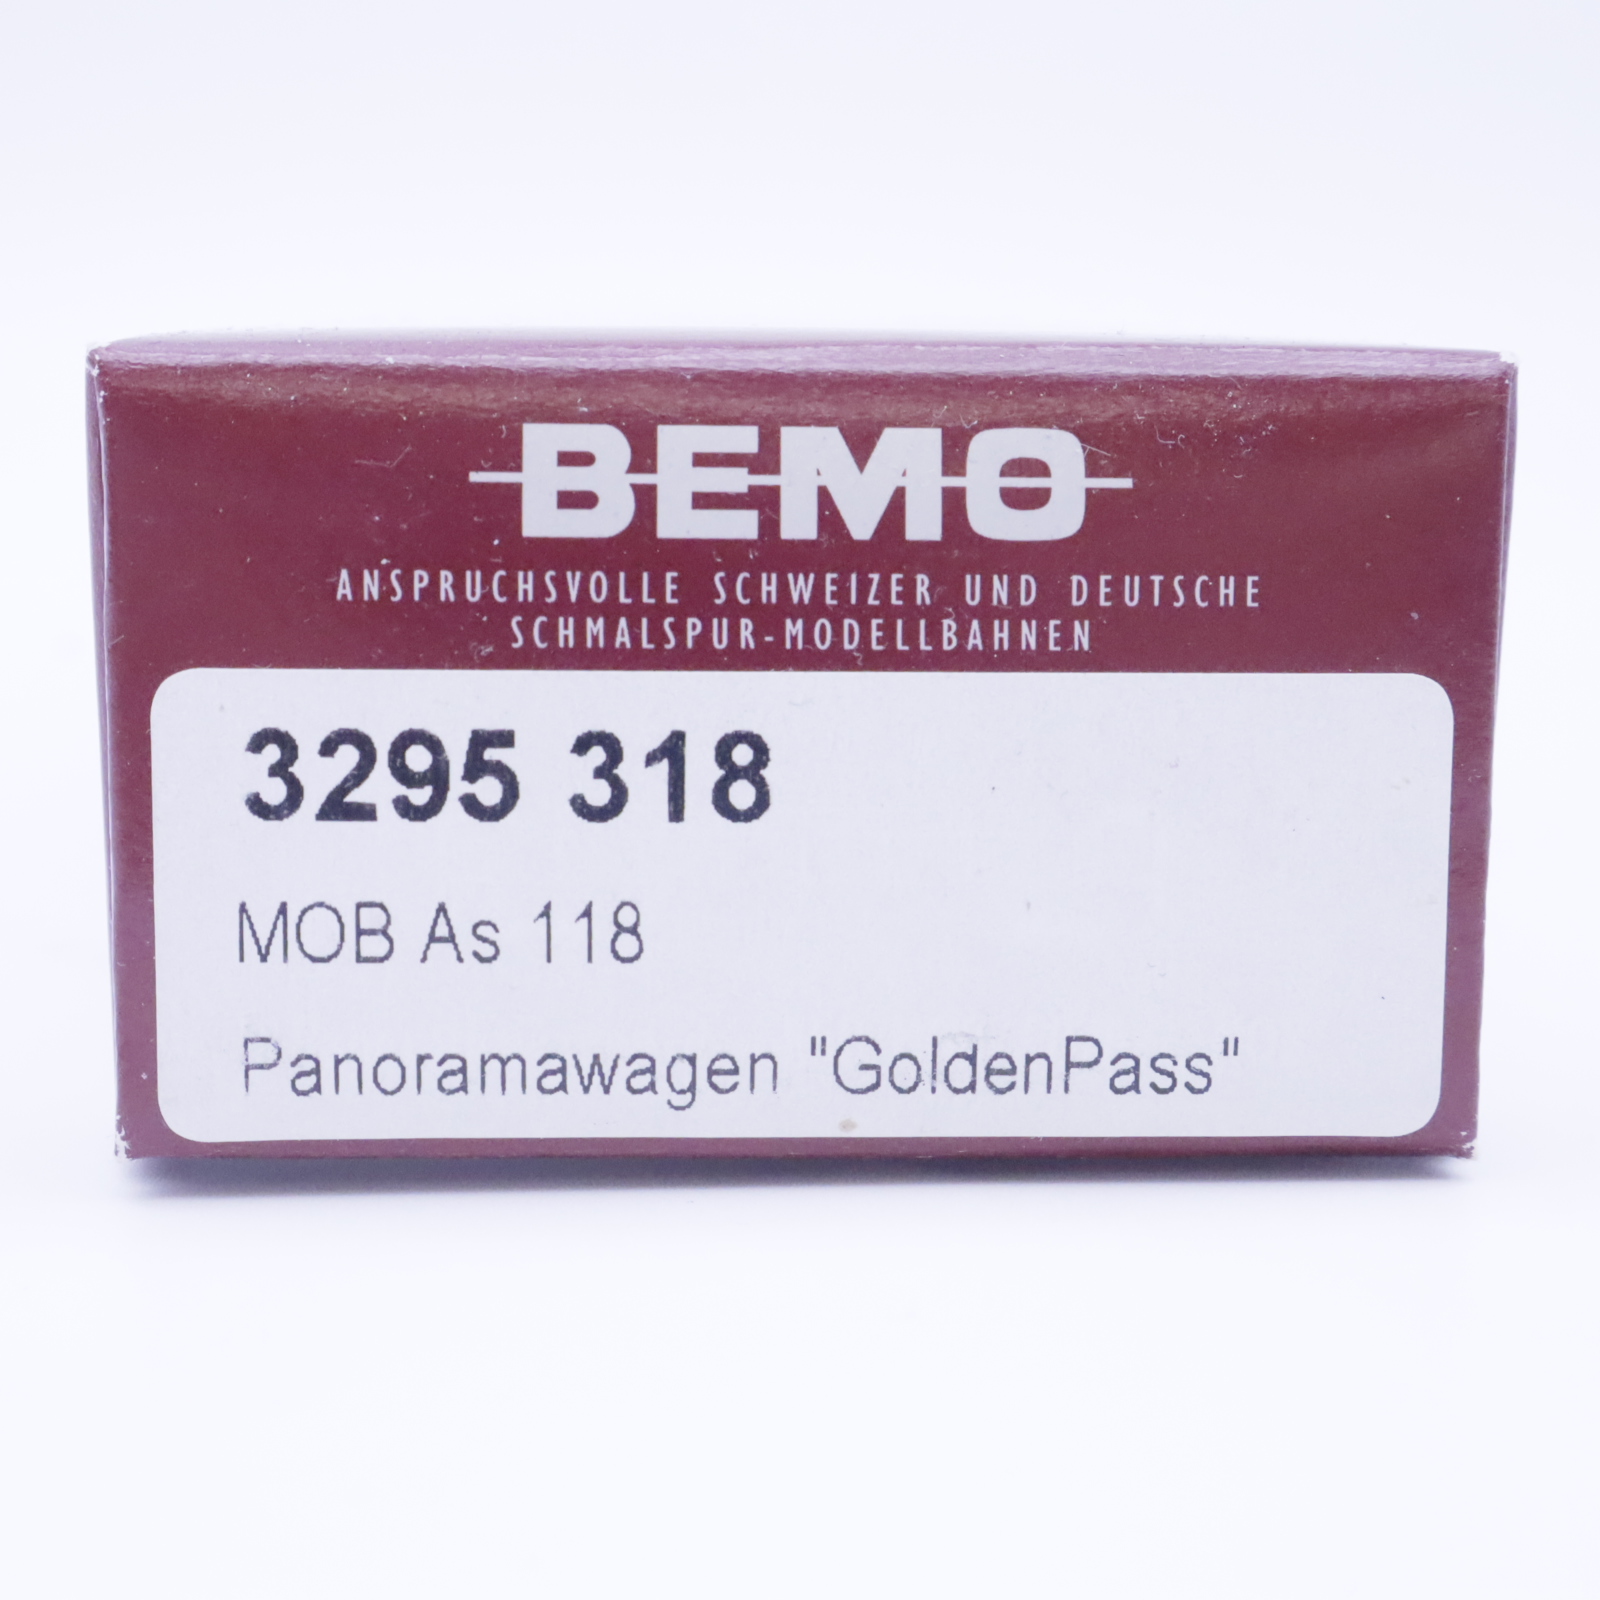 BEMO
ANSPRUCHSVOLLE SCHWEIZER UND DEUTSCHE
SCHMALSPUR-MODELLBAHNEN
3295 318
MOB As 118
Panoramawagen "GoldenPass"